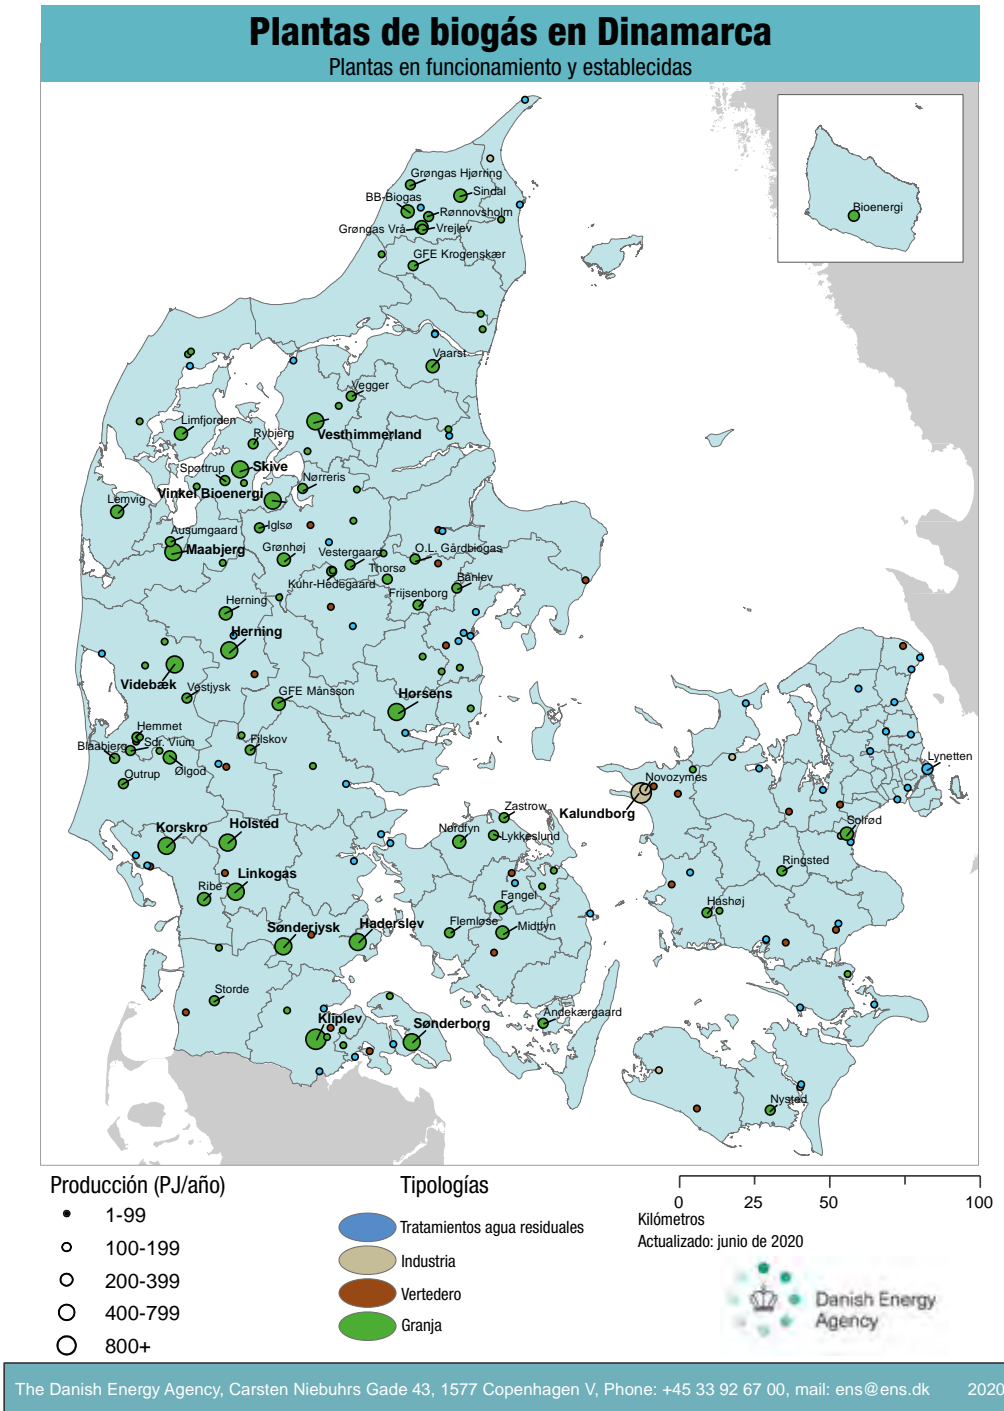 Plantas de biogás en Dinamarca
Plantas en funcionamiento y establecidas
Bioenergi
Grøngas Hjørring
Sindal
BB-Biogas
Rønnovsholm
Grøngas Vrå
Vrejlev
GFE Krogenskær
Vaarst
Vegger
Limfjorden
Vesthimmerland
Rybjerg
Spøttrup
Skive
Nørreris
Vinkel Bioenergi
Lemvig
Iglsø
Ausumgaard
Maabjerg
Grønhøj
Vestergaard
O.L. Gårdbiogas
Thorsø
Kuhr-Hedegaard
Bånlev
Frijsenborg
Herning
Herning
Videbæk
Vestjysk
GFE Månsson
Horsens
Hemmet
Blaabjerg
Sdr. Vium
Filskov
Ølgod
Outrup
Lynetten
Novozymes
Kalundborg
Zastrow
Solrød
Korskro
Holsted
Nordfyn
Lykkeslund
Ringsted
Linkogas
Ribe
Fangel
Hashøj
Sønderjysk
Haderslev
Flemløse
Midtfyn
Storde
Andekærgaard
Kliplev
Sønderborg
Nysted
Producción (PJ/año)
1-99
100-199
200-399
400-799
800+
Tipologías
Tratamientos agua residuales
Industria
Vertedero
Granja
0 25 50 100
Kilómetros
Actualizado: junio de 2020
Danish Energy
Agency
The Danish Energy Agency, Carsten Niebuhrs Gade 43, 1577 Copenhagen V, Phone: +45 33 92 67 00, mail: ens@ens.dk 2020